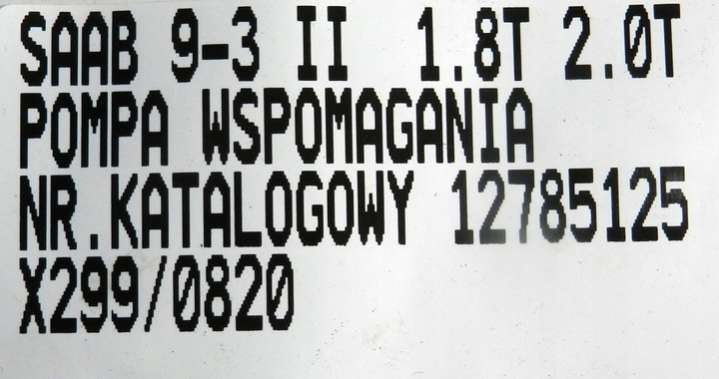 SAAB 9-3 II 1.8T 2.0T
POMPA WSPOMAGANIA
NR.KATALOGOWY 12785125
X299/0820